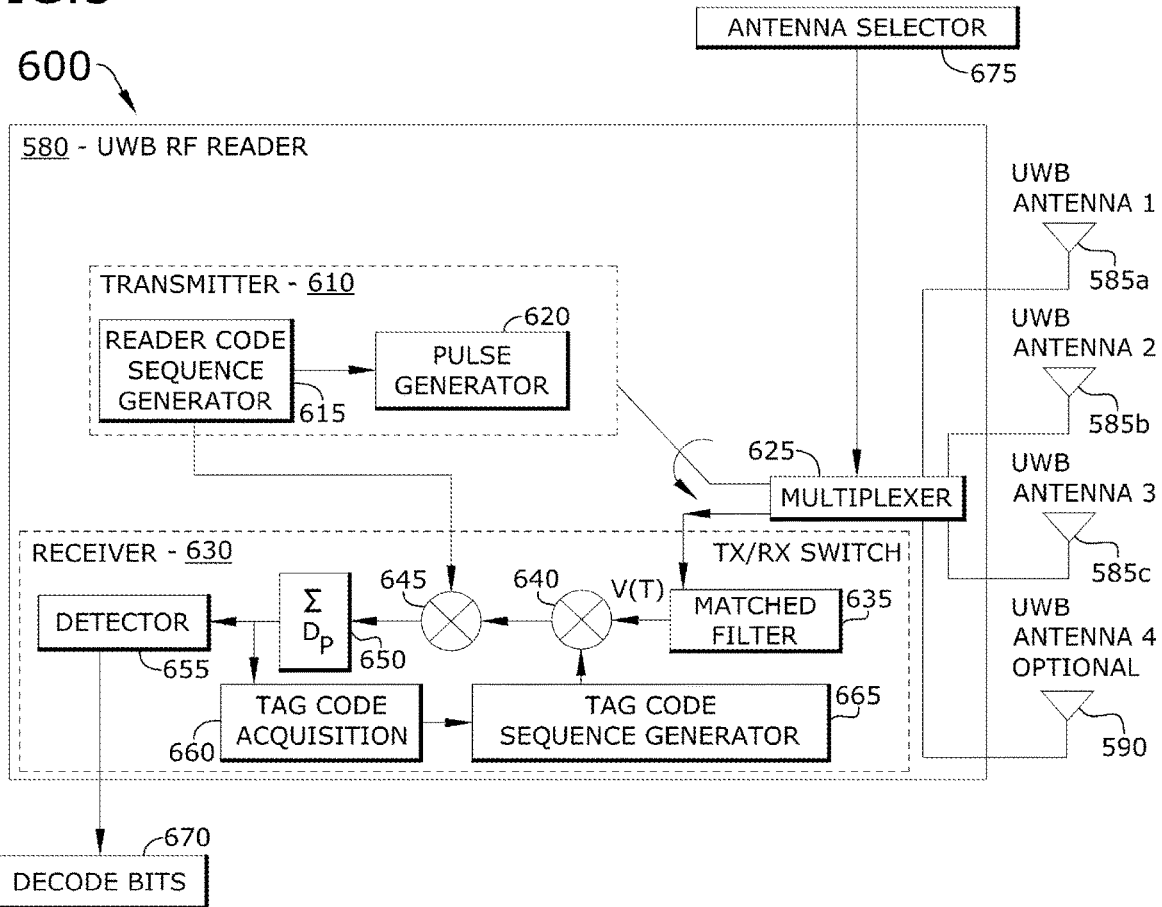 600
ANTENNA SELECTOR
675
580 - UWB RF READER
UWB
ANTENNA 1
585a
TRANSMITTER - 610
READER CODE
SEQUENCE
GENERATOR
615
620
PULSE
GENERATOR
UWB
ANTENNA 2
585b
625
MULTIPLEXER
UWB
ANTENNA 3
585c
RECEIVER - 630
TX/RX SWITCH
DETECTOR
655
Σ
D_P
650
645
640
V(T)
MATCHED
FILTER
635
UWB
ANTENNA 4
OPTIONAL
590
TAG CODE
ACQUISITION
660
TAG CODE
SEQUENCE GENERATOR
665
670
DECODE BITS